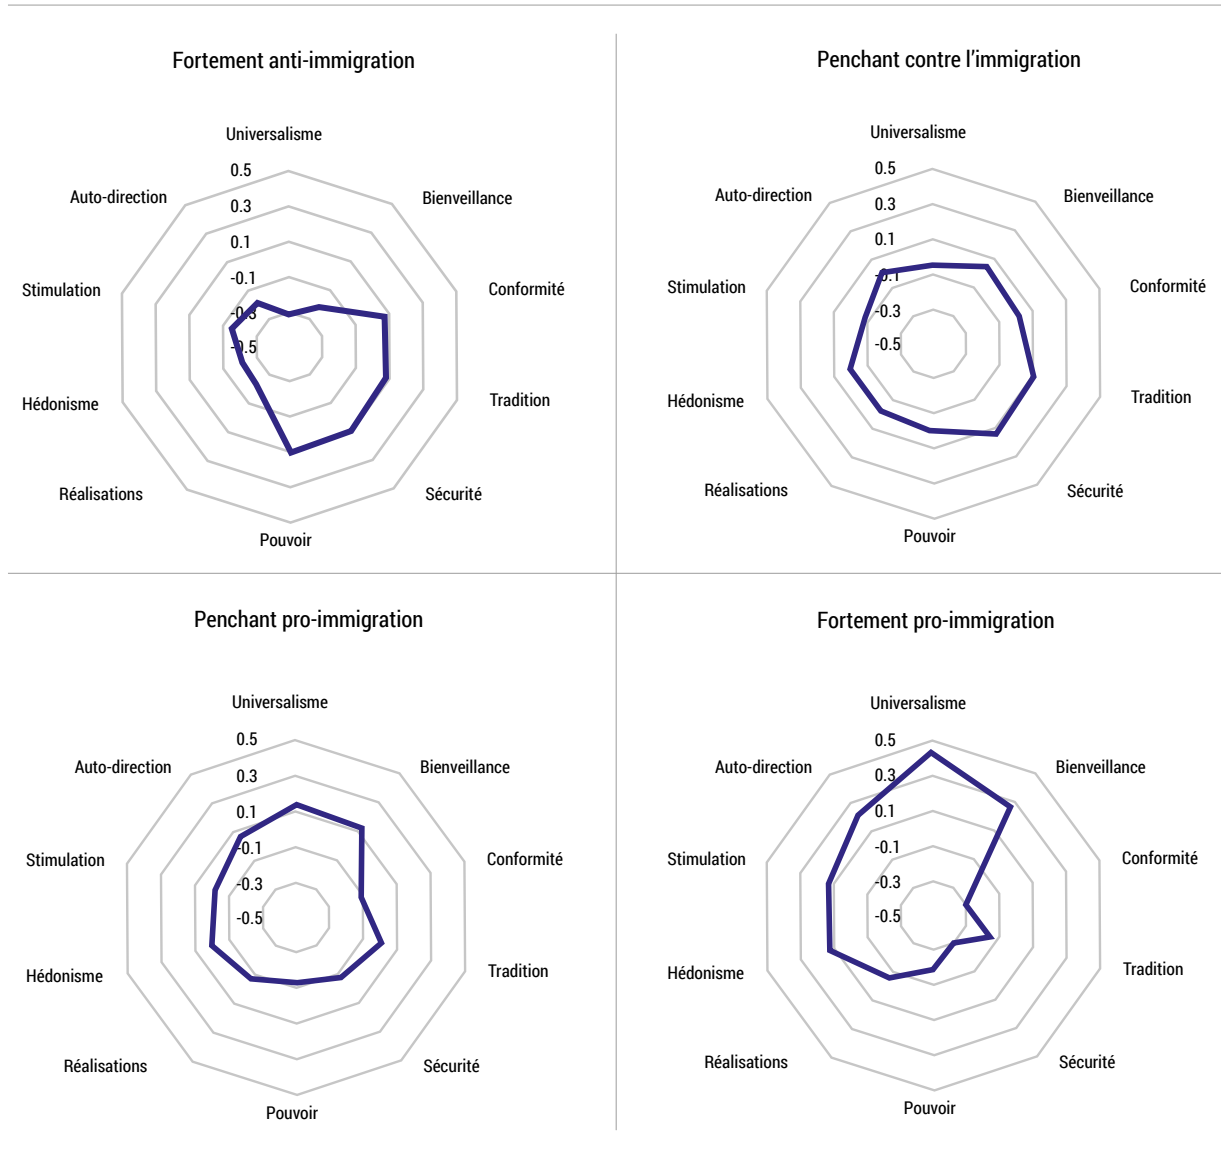 Fortement anti-immigration
Universalisme
0.5
Bienveillance
Auto-direction
0.3
0.1
-0.1
Stimulation
Conformité
-0.3
-0.5
Hédonisme
Tradition
Réalisations
Sécurité
Pouvoir
Penchant contre l'immigration
Universalisme
0.5
Auto-direction
Bienveillance
0.3
0.1
-0.1
Stimulation
Conformité
-0.3
-0.5
Hédonisme
Tradition
Réalisations
Sécurité
Pouvoir
Penchant pro-immigration
Universalisme
0.5
Auto-direction
Bienveillance
0.3
0.1
-0.1
Stimulation
Conformité
-0.3
-0.5
Hédonisme
Tradition
Réalisations
Sécurité
Pouvoir
Fortement pro-immigration
Universalisme
0.5
Auto-direction
Bienveillance
0.3
0.1
-0.1
Stimulation
Conformité
-0.3
-0.5
Hédonisme
Tradition
Réalisations
Sécurité
Pouvoir